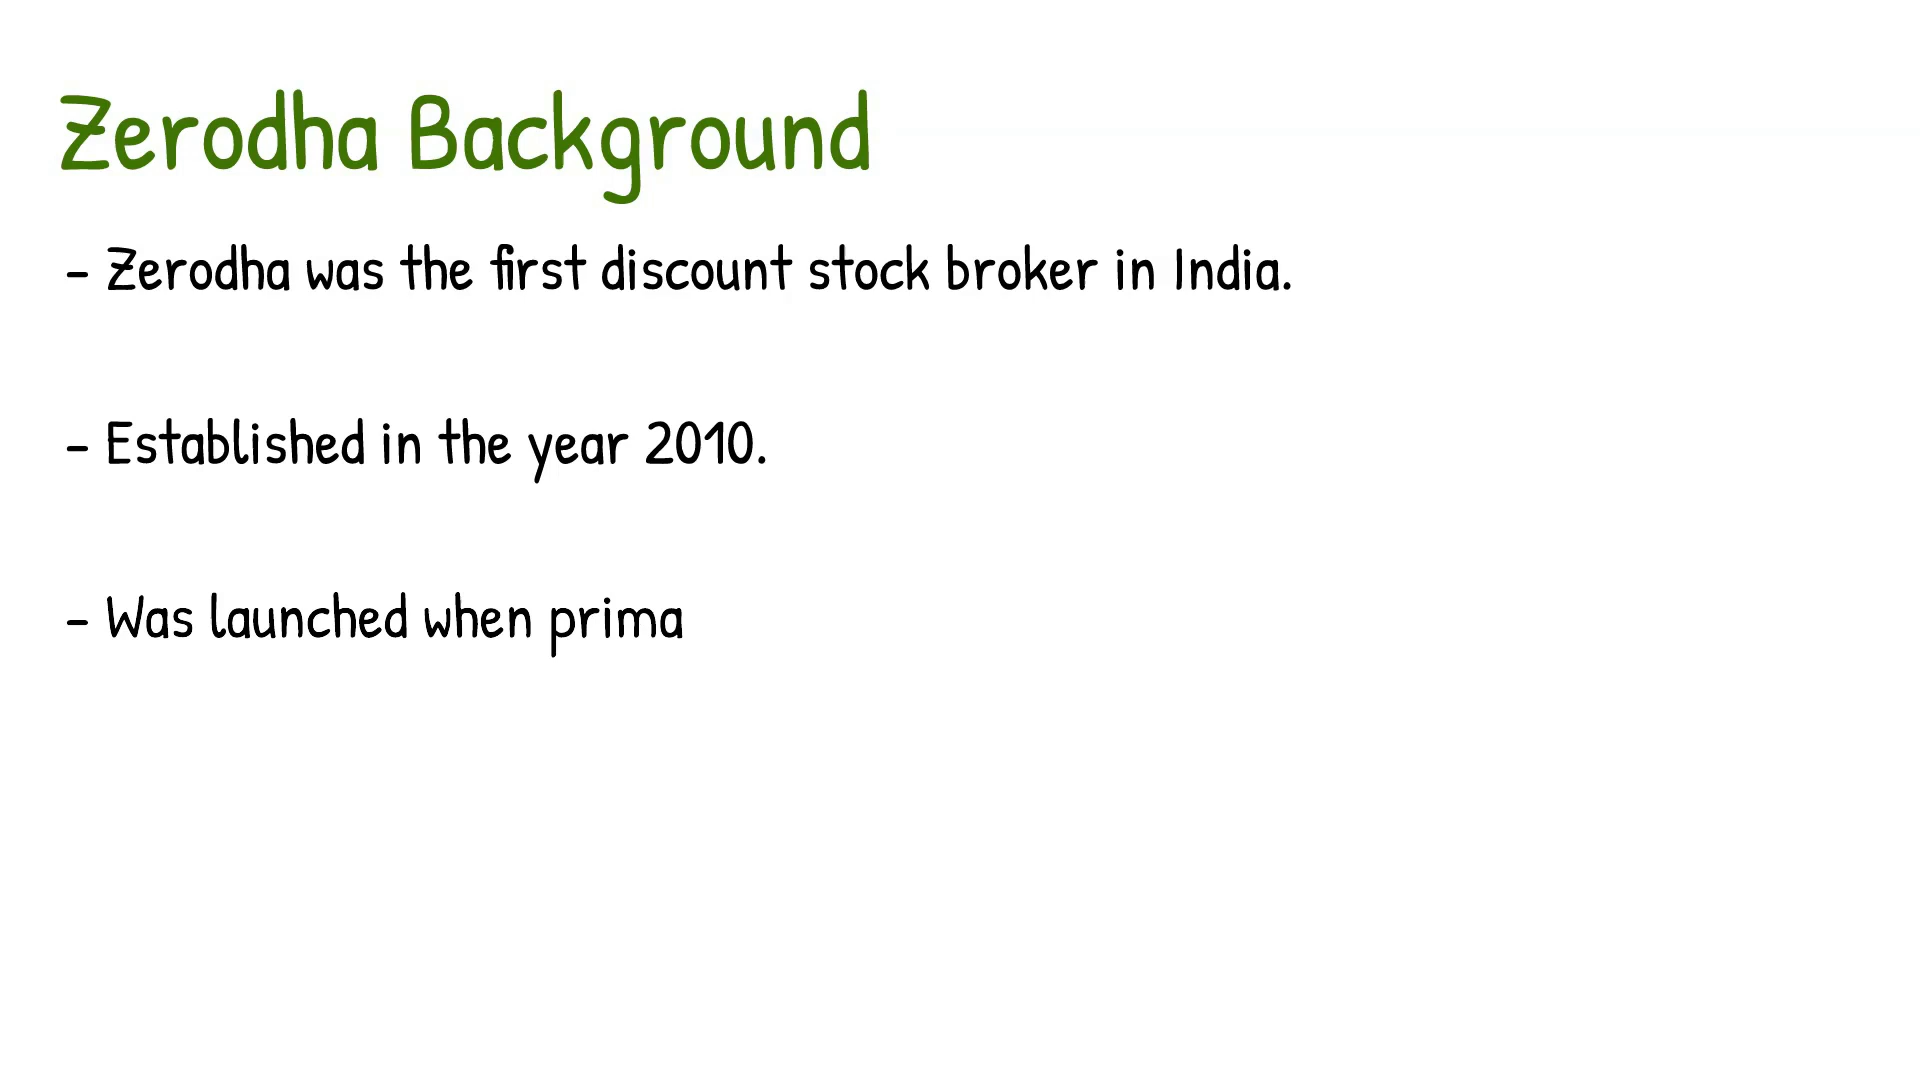 Zerodha Background
- Zerodha was the first discount stock broker in India.
- Established in the year 2010.
- Was launched when prima